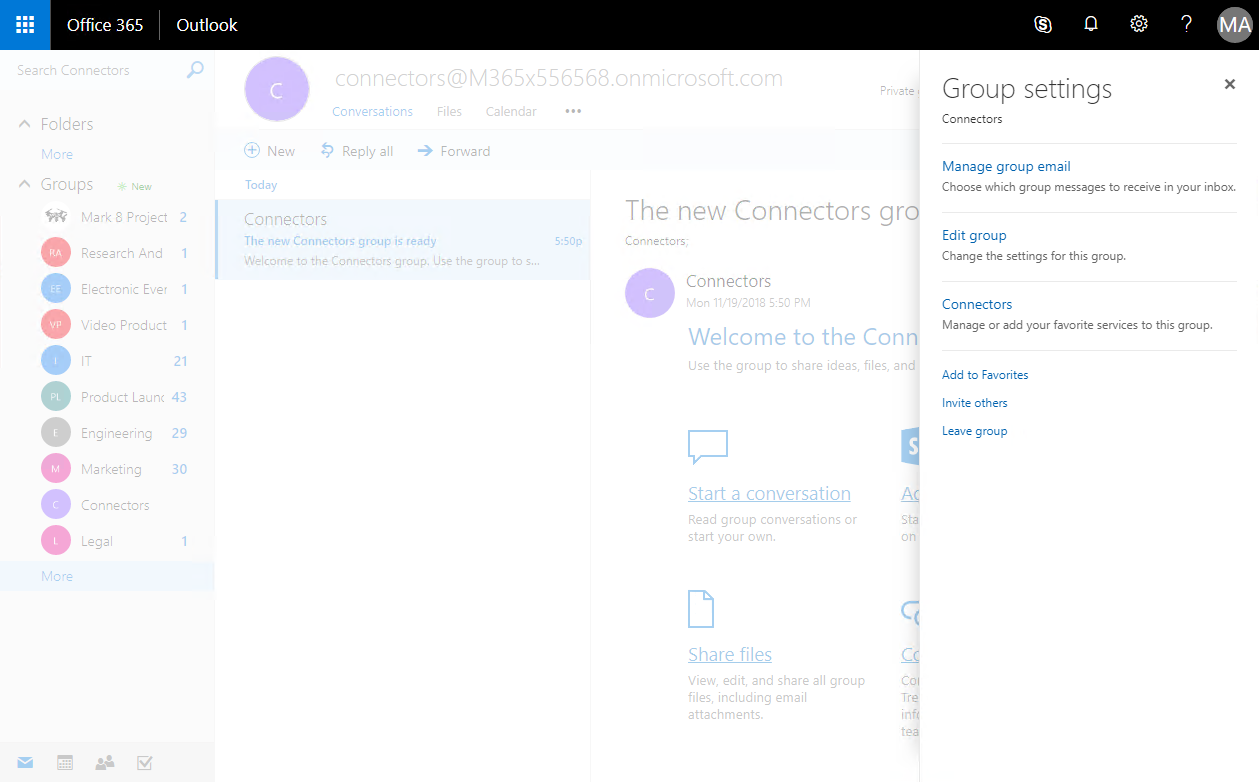 Office 365
Outlook
MA
Search Connectors
Folders
More
Groups
New
Mark 8 Project 2
RA Research And 1
EE Electronic Ever 1
VP Video Product 1
I IT 21
PL Product Launc 43
E Engineering 29
M Marketing 30
C Connectors
L Legal 1
More
C
connectors@M365x556568.onmicrosoft.com
Private
Conversations Files Calendar •••
New Reply all Forward
Today
Connectors
The new Connectors group is ready 5:50p
Welcome to the Connectors group. Use the group to s...
The new Connectors gro
Connectors;
C
Connectors
Mon 11/19/2018 5:50 PM
Welcome to the Conn
Use the group to share ideas, files, and
Start a conversation
Read group conversations or
start your own.
S
Ac
Sta
on
Share files
View, edit, and share all group
files, including email
attachments.
Co
Con
Tre
info
tea
Group settings
Connectors
Manage group email
Choose which group messages to receive in your inbox.
Edit group
Change the settings for this group.
Connectors
Manage or add your favorite services to this group.
Add to Favorites
Invite others
Leave group